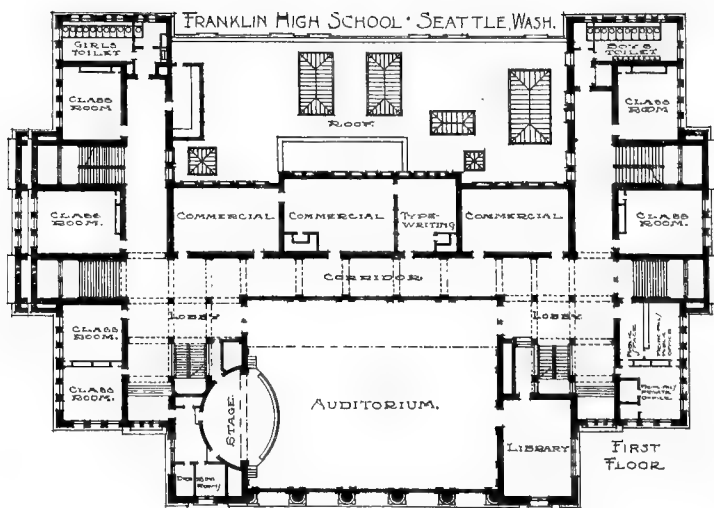 FRANKLIN HIGH SCHOOL · SEATTLE, WASH.
GIRLS
TOILET
BOYS
TOILET
CLASS
ROOM
CLASS
ROOM
ROOF
CLASS
ROOM.
COMMERCIAL
COMMERCIAL
TYPE-
WRITING
COMMERCIAL
CLASS
ROOM.
CORRIDOR
LOBBY
LOBBY
CLASS
ROOM.
CLASS
ROOM.
STAGE.
AUDITORIUM.
LIBRARY
FIRST
FLOOR